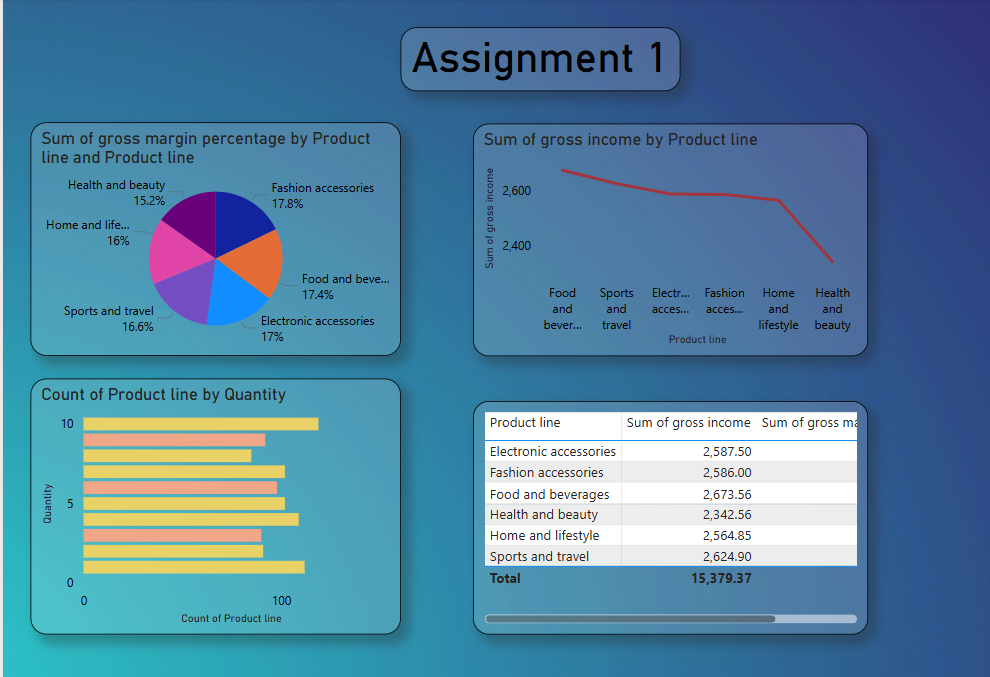 Assignment 1
Sum of gross margin percentage by Product
line and Product line
Health and beauty
15.2%
Fashion accessories
17.8%
Home and life...
16%
Food and beve...
17.4%
Sports and travel
16.6%
Electronic accessories
17%
Sum of gross income by Product line
Sum of gross income
2,600
2,400
Food
and
bever...
Sports
and
travel
Electr...
acces...
Fashion
acces...
Home
and
lifestyle
Health
and
beauty
Product line
Count of Product line by Quantity
Quantity
10
5
0
0 100
Count of Product line
Product line Sum of gross income Sum of gross ma
Electronic accessories 2,587.50
Fashion accessories 2,586.00
Food and beverages 2,673.56
Health and beauty 2,342.56
Home and lifestyle 2,564.85
Sports and travel 2,624.90
Total 15,379.37